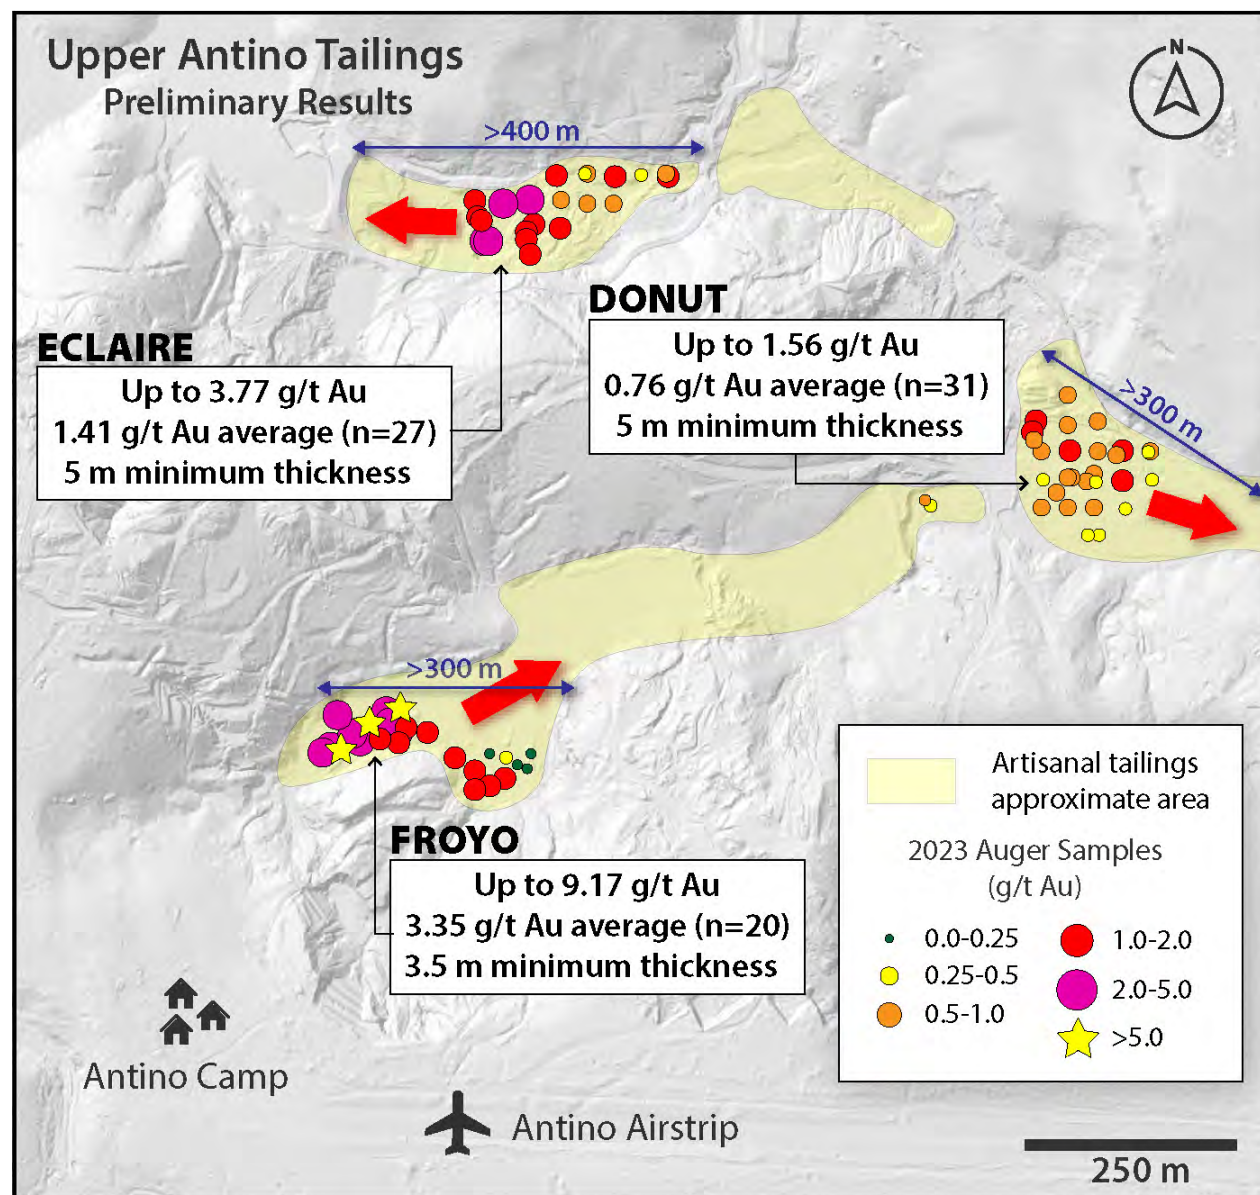 Upper Antino Tailings
Preliminary Results
N
>400 m
ECLAIRE
Up to 3.77 g/t Au
1.41 g/t Au average (n=27)
5 m minimum thickness
DONUT
Up to 1.56 g/t Au
0.76 g/t Au average (n=31)
5 m minimum thickness
>300 m
>300 m
FROYO
Up to 9.17 g/t Au
3.35 g/t Au average (n=20)
3.5 m minimum thickness
Artisanal tailings
approximate area
2023 Auger Samples
(g/t Au)
0.0-0.25
0.25-0.5
0.5-1.0
1.0-2.0
2.0-5.0
>5.0
Antino Camp
Antino Airstrip
250 m